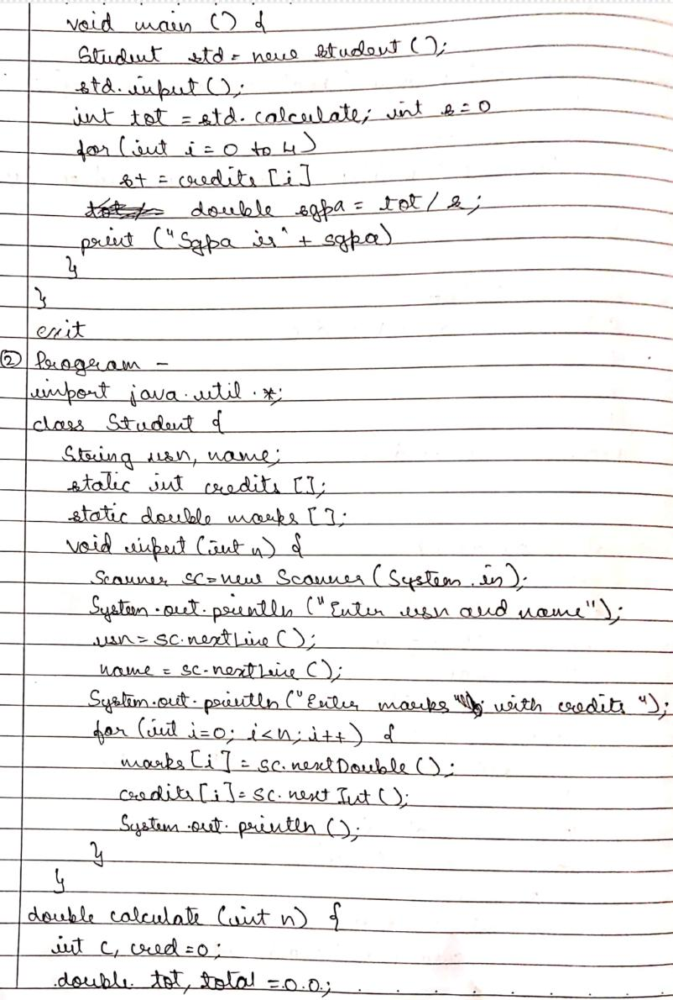 void main () {
Student std = new Student ();
std.input ();
int tot = std. calculate; int s=0
for (int i = 0 to 4)
s+ = credits [i]
double sgpa = tot / s;
print ("Sgpa is" + sgpa)
}
}
exit
② Program -
import java.util.*;
class Student {
String usn, name;
static int credits [];
static double marks [];
void input (int n) {
Scanner sc=new Scanner (System.in);
System.out.println ("Enter usn and name");
usn = sc.nextLine ();
name = sc.nextLine ();
System.out.println ("Enter marks with credits ");
for (int i=0; i<n; i++) {
marks [i] = sc.nextDouble ();
credits [i] = sc.nextInt ();
System.out.println ();
}
}
double calculate (int n) {
int c, cred =0;
double tot, total =0.0;